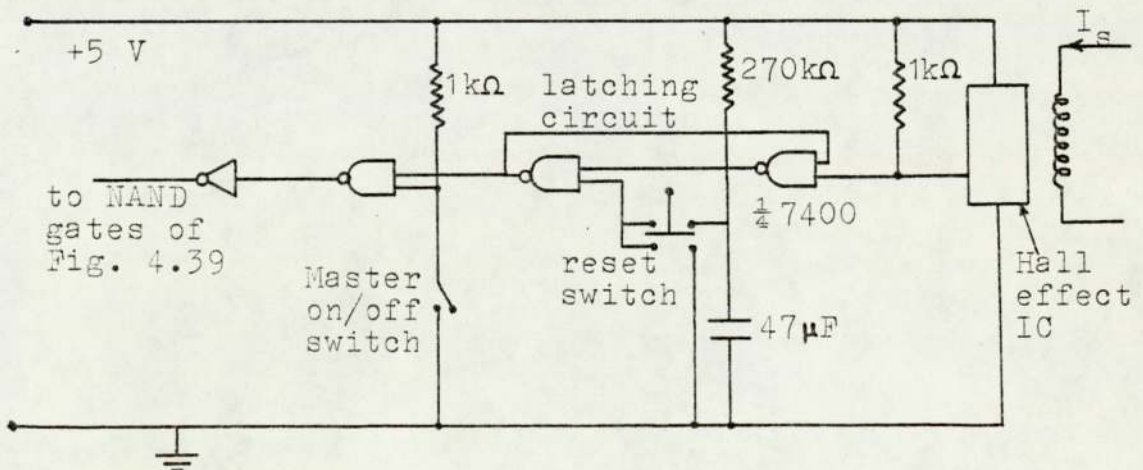 +5 V
1kΩ
latching
circuit
270kΩ
1kΩ
I_s
to NAND
gates of
Fig. 4.39
¼ 7400
Master
on/off
switch
reset
switch
47µF
Hall
effect
IC